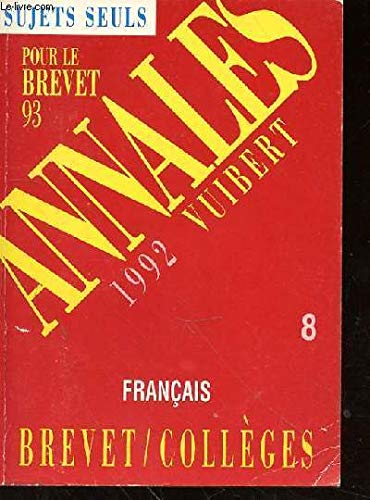 Le-livre.com
SUJETS SEULS
POUR LE
BREVET
93
ANNALES
1992 VUIBERT
8
FRANÇAIS
BREVET/COLLÈGES